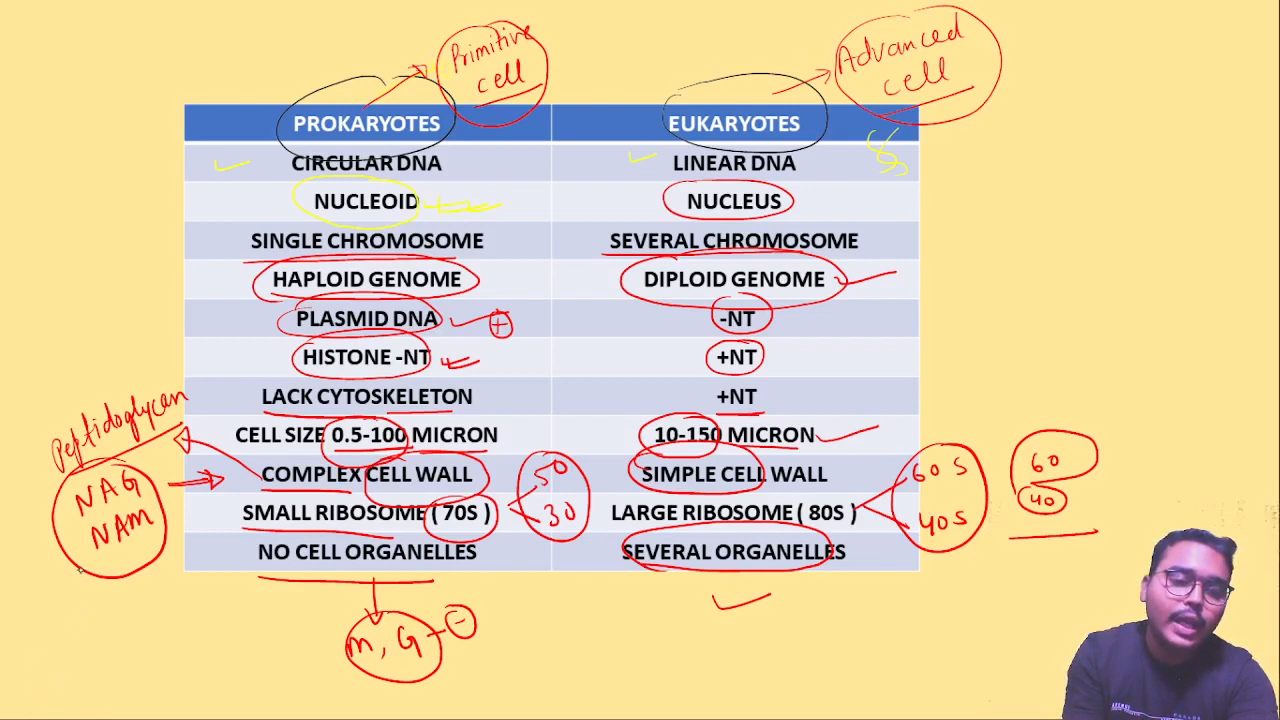 Primitive
cell
Advanced
cell
PROKARYOTES EUKARYOTES
CIRCULAR DNA LINEAR DNA
NUCLEOID NUCLEUS
SINGLE CHROMOSOME SEVERAL CHROMOSOME
HAPLOID GENOME DIPLOID GENOME
PLASMID DNA + -NT
HISTONE -NT +NT
LACK CYTOSKELETON +NT
CELL SIZE 0.5-100 MICRON 10-150 MICRON
COMPLEX CELL WALL SIMPLE CELL WALL
SMALL RIBOSOME ( 70S ) LARGE RIBOSOME ( 80S )
NO CELL ORGANELLES SEVERAL ORGANELLES
Peptidoglycan
NAG
NAM
50
30
60 S
40S
60
40
m, G -